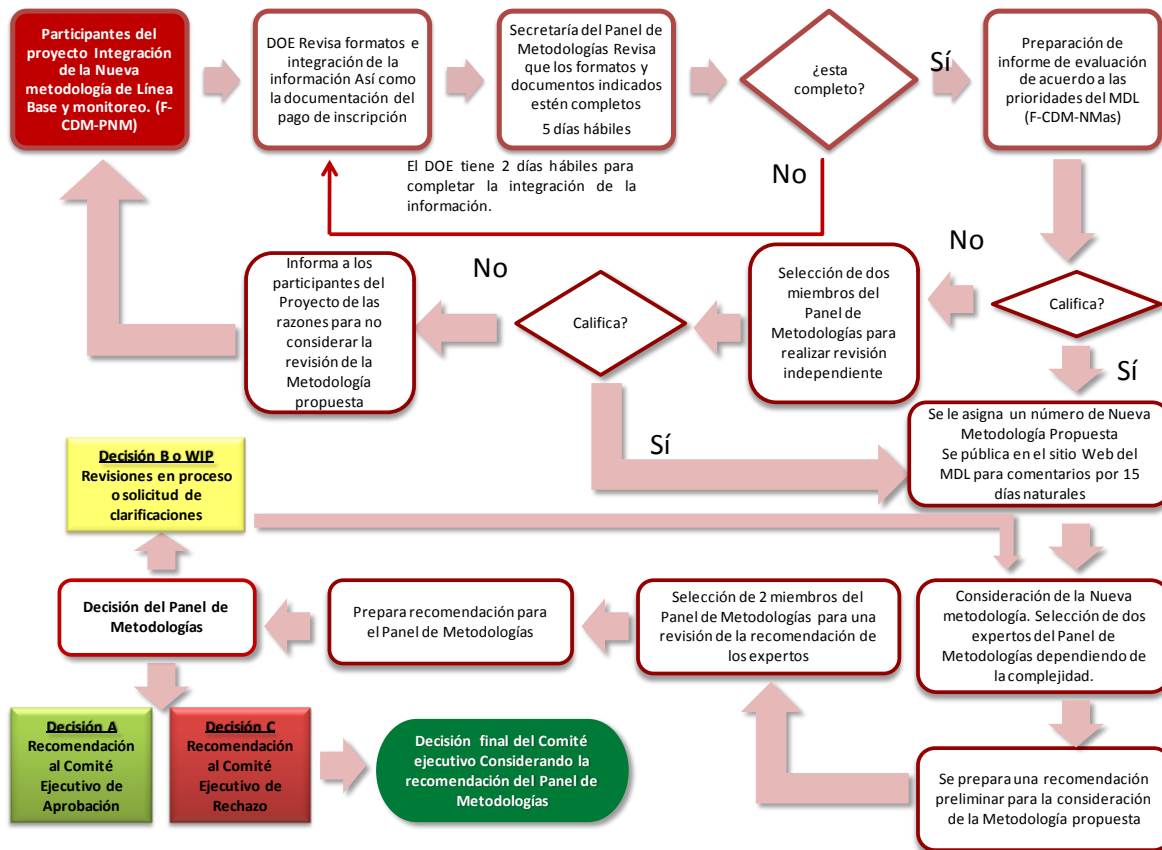 Participantes del
proyecto Integración
de la Nueva
metodología de Línea
Base y monitoreo. (F-
CDM-PNM)
DOE Revisa formatos e
integración de la
información Así como
la documentación del
pago de inscripción
Secretaría del Panel de
Metodologías Revisa
que los formatos y
documentos indicados
estén completos
5 días hábiles
¿esta
completo?
Sí
Preparación de
informe de evaluación
de acuerdo a las
prioridades del MDL
(F-CDM-NMas)
El DOE tiene 2 días hábiles para
completar la integración de la
información.
No
Informa a los
participantes del
Proyecto de las
razones para no
considerar la
revisión de la
Metodología
propuesta
No
Califica?
Selección de dos
miembros del
Panel de
Metodologías para
realizar revisión
independiente
No
Califica?
Sí
Sí
Se le asigna un número de Nueva
Metodología Propuesta
Se pública en el sitio Web del
MDL para comentarios por 15
días naturales
Decisión B o WIP
Revisiones en proceso
o solicitud de
clarificaciones
Decisión del Panel de
Metodologías
Prepara recomendación para
el Panel de Metodologías
Selección de 2 miembros del
Panel de Metodologías para una
revisión de la recomendación de
los expertos
Consideración de la Nueva
metodología. Selección de dos
expertos del Panel de
Metodologías dependiendo de
la complejidad.
Decisión A
Recomendación
al Comité
Ejecutivo de
Aprobación
Decisión C
Recomendación
al Comité
Ejecutivo de
Rechazo
Decisión final del Comité
ejecutivo Considerando la
recomendación del Panel de
Metodologías
Se prepara una recomendación
preliminar para la consideración
de la Metodología propuesta